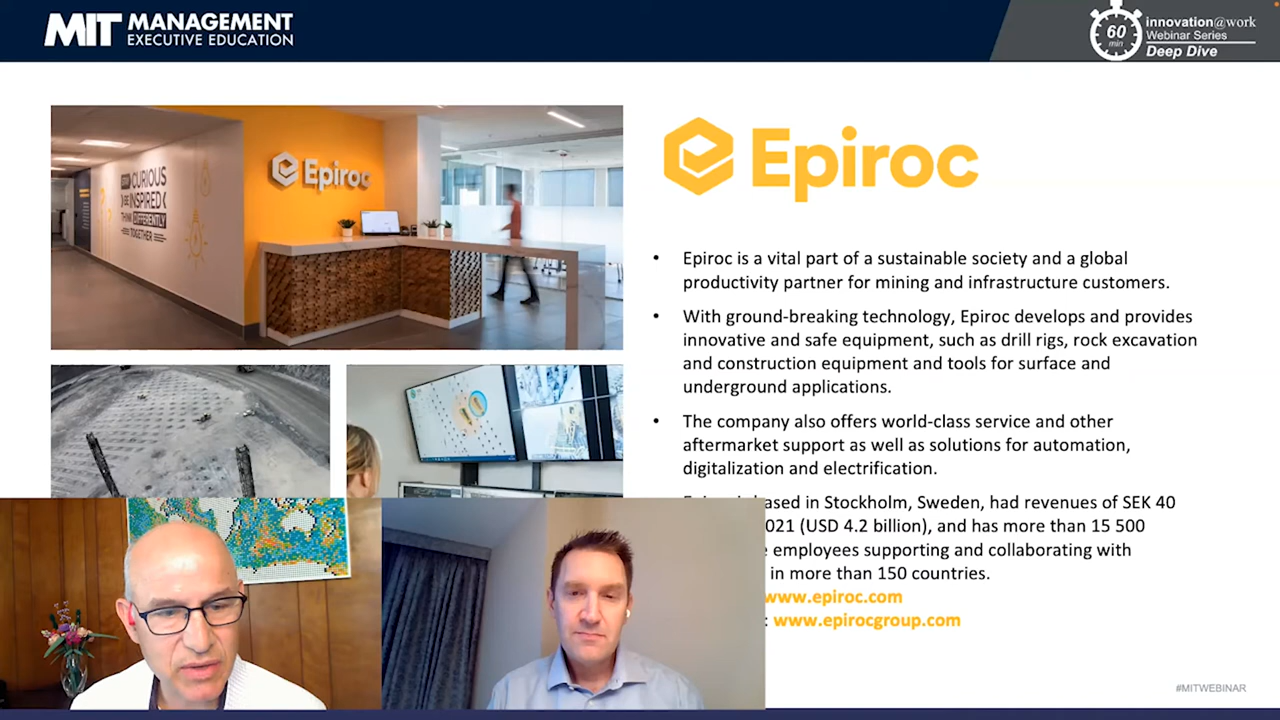 MIT MANAGEMENT
EXECUTIVE EDUCATION
60
min
innovation@work
Webinar Series
Deep Dive
CURIOUS
INSPIRED
THINK DIFFERENTLY
TOGETHER
Epiroc
Epiroc
• Epiroc is a vital part of a sustainable society and a global
productivity partner for mining and infrastructure customers.
• With ground-breaking technology, Epiroc develops and provides
innovative and safe equipment, such as drill rigs, rock excavation
and construction equipment and tools for surface and
underground applications.
• The company also offers world-class service and other
aftermarket support as well as solutions for automation,
digitalization and electrification.
in Stockholm, Sweden, had revenues of SEK 40
(USD 4.2 billion), and has more than 15 500
employees supporting and collaborating with
in more than 150 countries.
www.epiroc.com
: www.epirocgroup.com
#MITWEBINAR